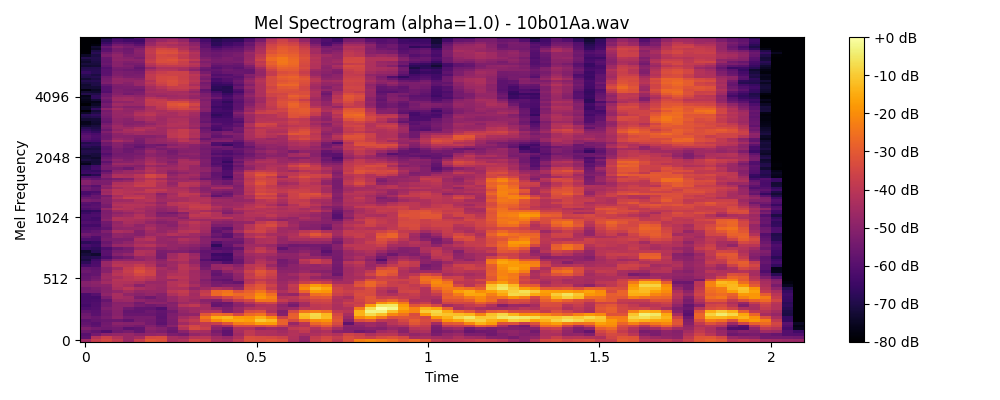 Mel Spectrogram (alpha=1.0) - 10b01Aa.wav
Mel Frequency
4096
2048
1024
512
0
0
0.5
1
1.5
2
Time
+0 dB
-10 dB
-20 dB
-30 dB
-40 dB
-50 dB
-60 dB
-70 dB
-80 dB